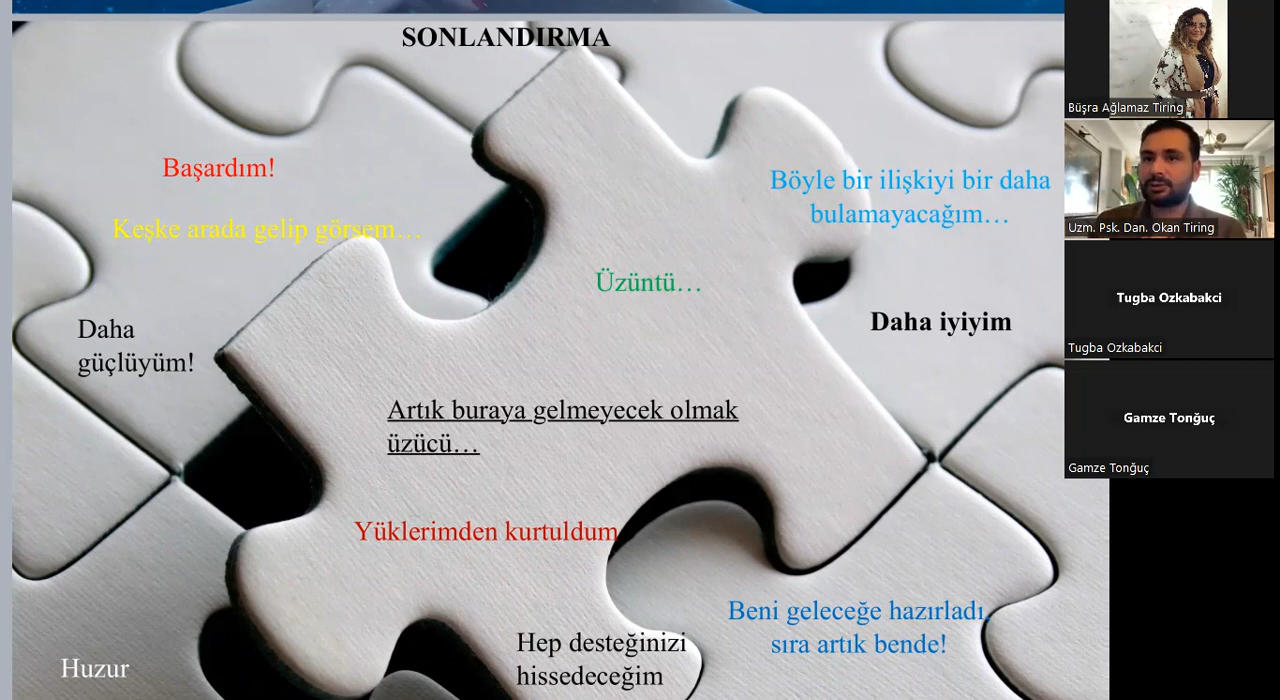 SONLANDIRMA
Başardım!
Keşke arada gelip görsem…
Böyle bir ilişkiyi bir daha
bulamayacağım…
Üzüntü…
Daha iyiyim
Daha
güçlüyüm!
Artık buraya gelmeyecek olmak
üzücü…
Yüklerimden kurtuldum
Beni geleceğe hazırladı,
sıra artık bende!
Hep desteğinizi
hissedeceğim
Huzur
Büşra Ağlamaz Tiring
Uzm. Psk. Dan. Okan Tiring
Tugba Ozkabakci
Tugba Ozkabakci
Gamze Tonğuç
Gamze Tonğuç